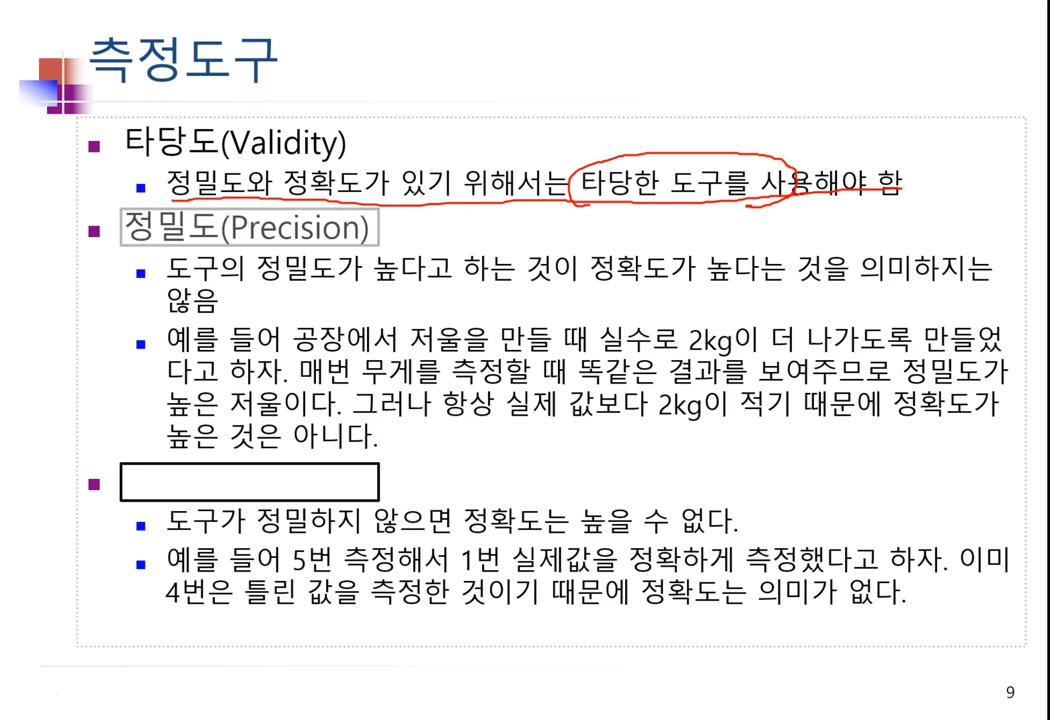 측정도구
타당도(Validity)
정밀도와 정확도가 있기 위해서는 타당한 도구를 사용해야 함
정밀도(Precision)
도구의 정밀도가 높다고 하는 것이 정확도가 높다는 것을 의미하지는
않음
예를 들어 공장에서 저울을 만들 때 실수로 2kg이 더 나가도록 만들었
다고 하자. 매번 무게를 측정할 때 똑같은 결과를 보여주므로 정밀도가
높은 저울이다. 그러나 항상 실제 값보다 2kg이 적기 때문에 정확도가
높은 것은 아니다.
도구가 정밀하지 않으면 정확도는 높을 수 없다.
예를 들어 5번 측정해서 1번 실제값을 정확하게 측정했다고 하자. 이미
4번은 틀린 값을 측정한 것이기 때문에 정확도는 의미가 없다.
9